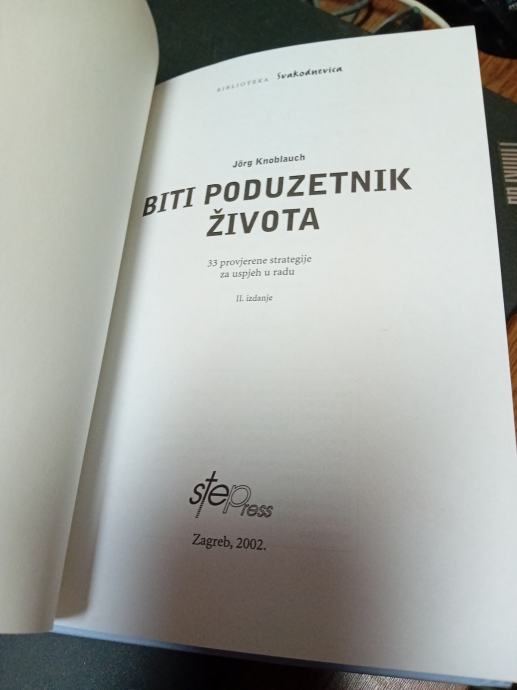 BIBLIOTEKA Svakodnevica
Jörg Knoblauch
BITI PODUZETNIK
ŽIVOTA
33 provjerene strategije
za uspjeh u radu
II. izdanje
stepress
Zagreb, 2002.